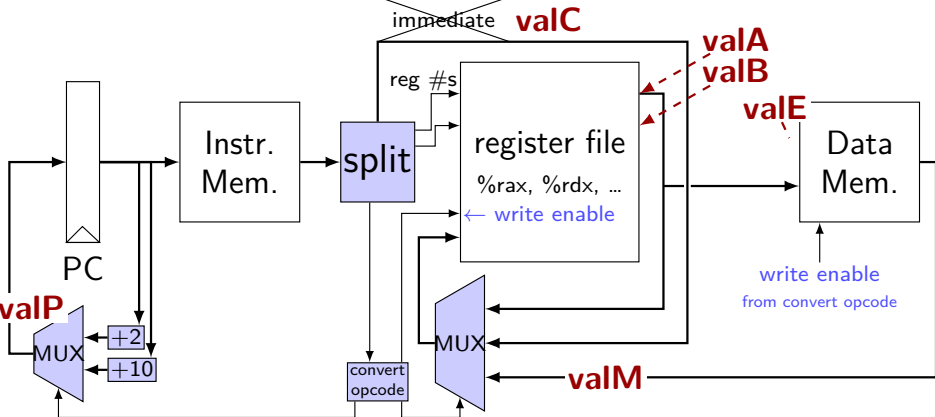 immediate
valC
valA
valB
reg #s
valE
Instr.
Mem.
split
register file
%rax, %rdx, ...
← write enable
Data
Mem.
PC
write enable
from convert opcode
valP
+2
MUX
+10
MUX
convert
opcode
valM